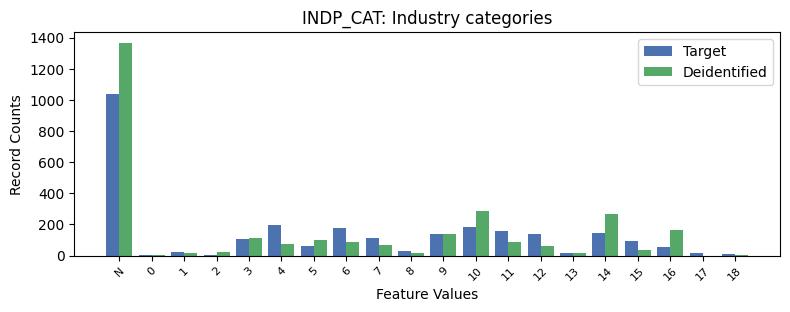 INDP_CAT: Industry categories
1400
1200
1000
800
600
400
200
0
Record Counts
Target
Deidentified
N 0 1 2 3 4 5 6 7 8 9 10 11 12 13 14 15 16 17 18
Feature Values